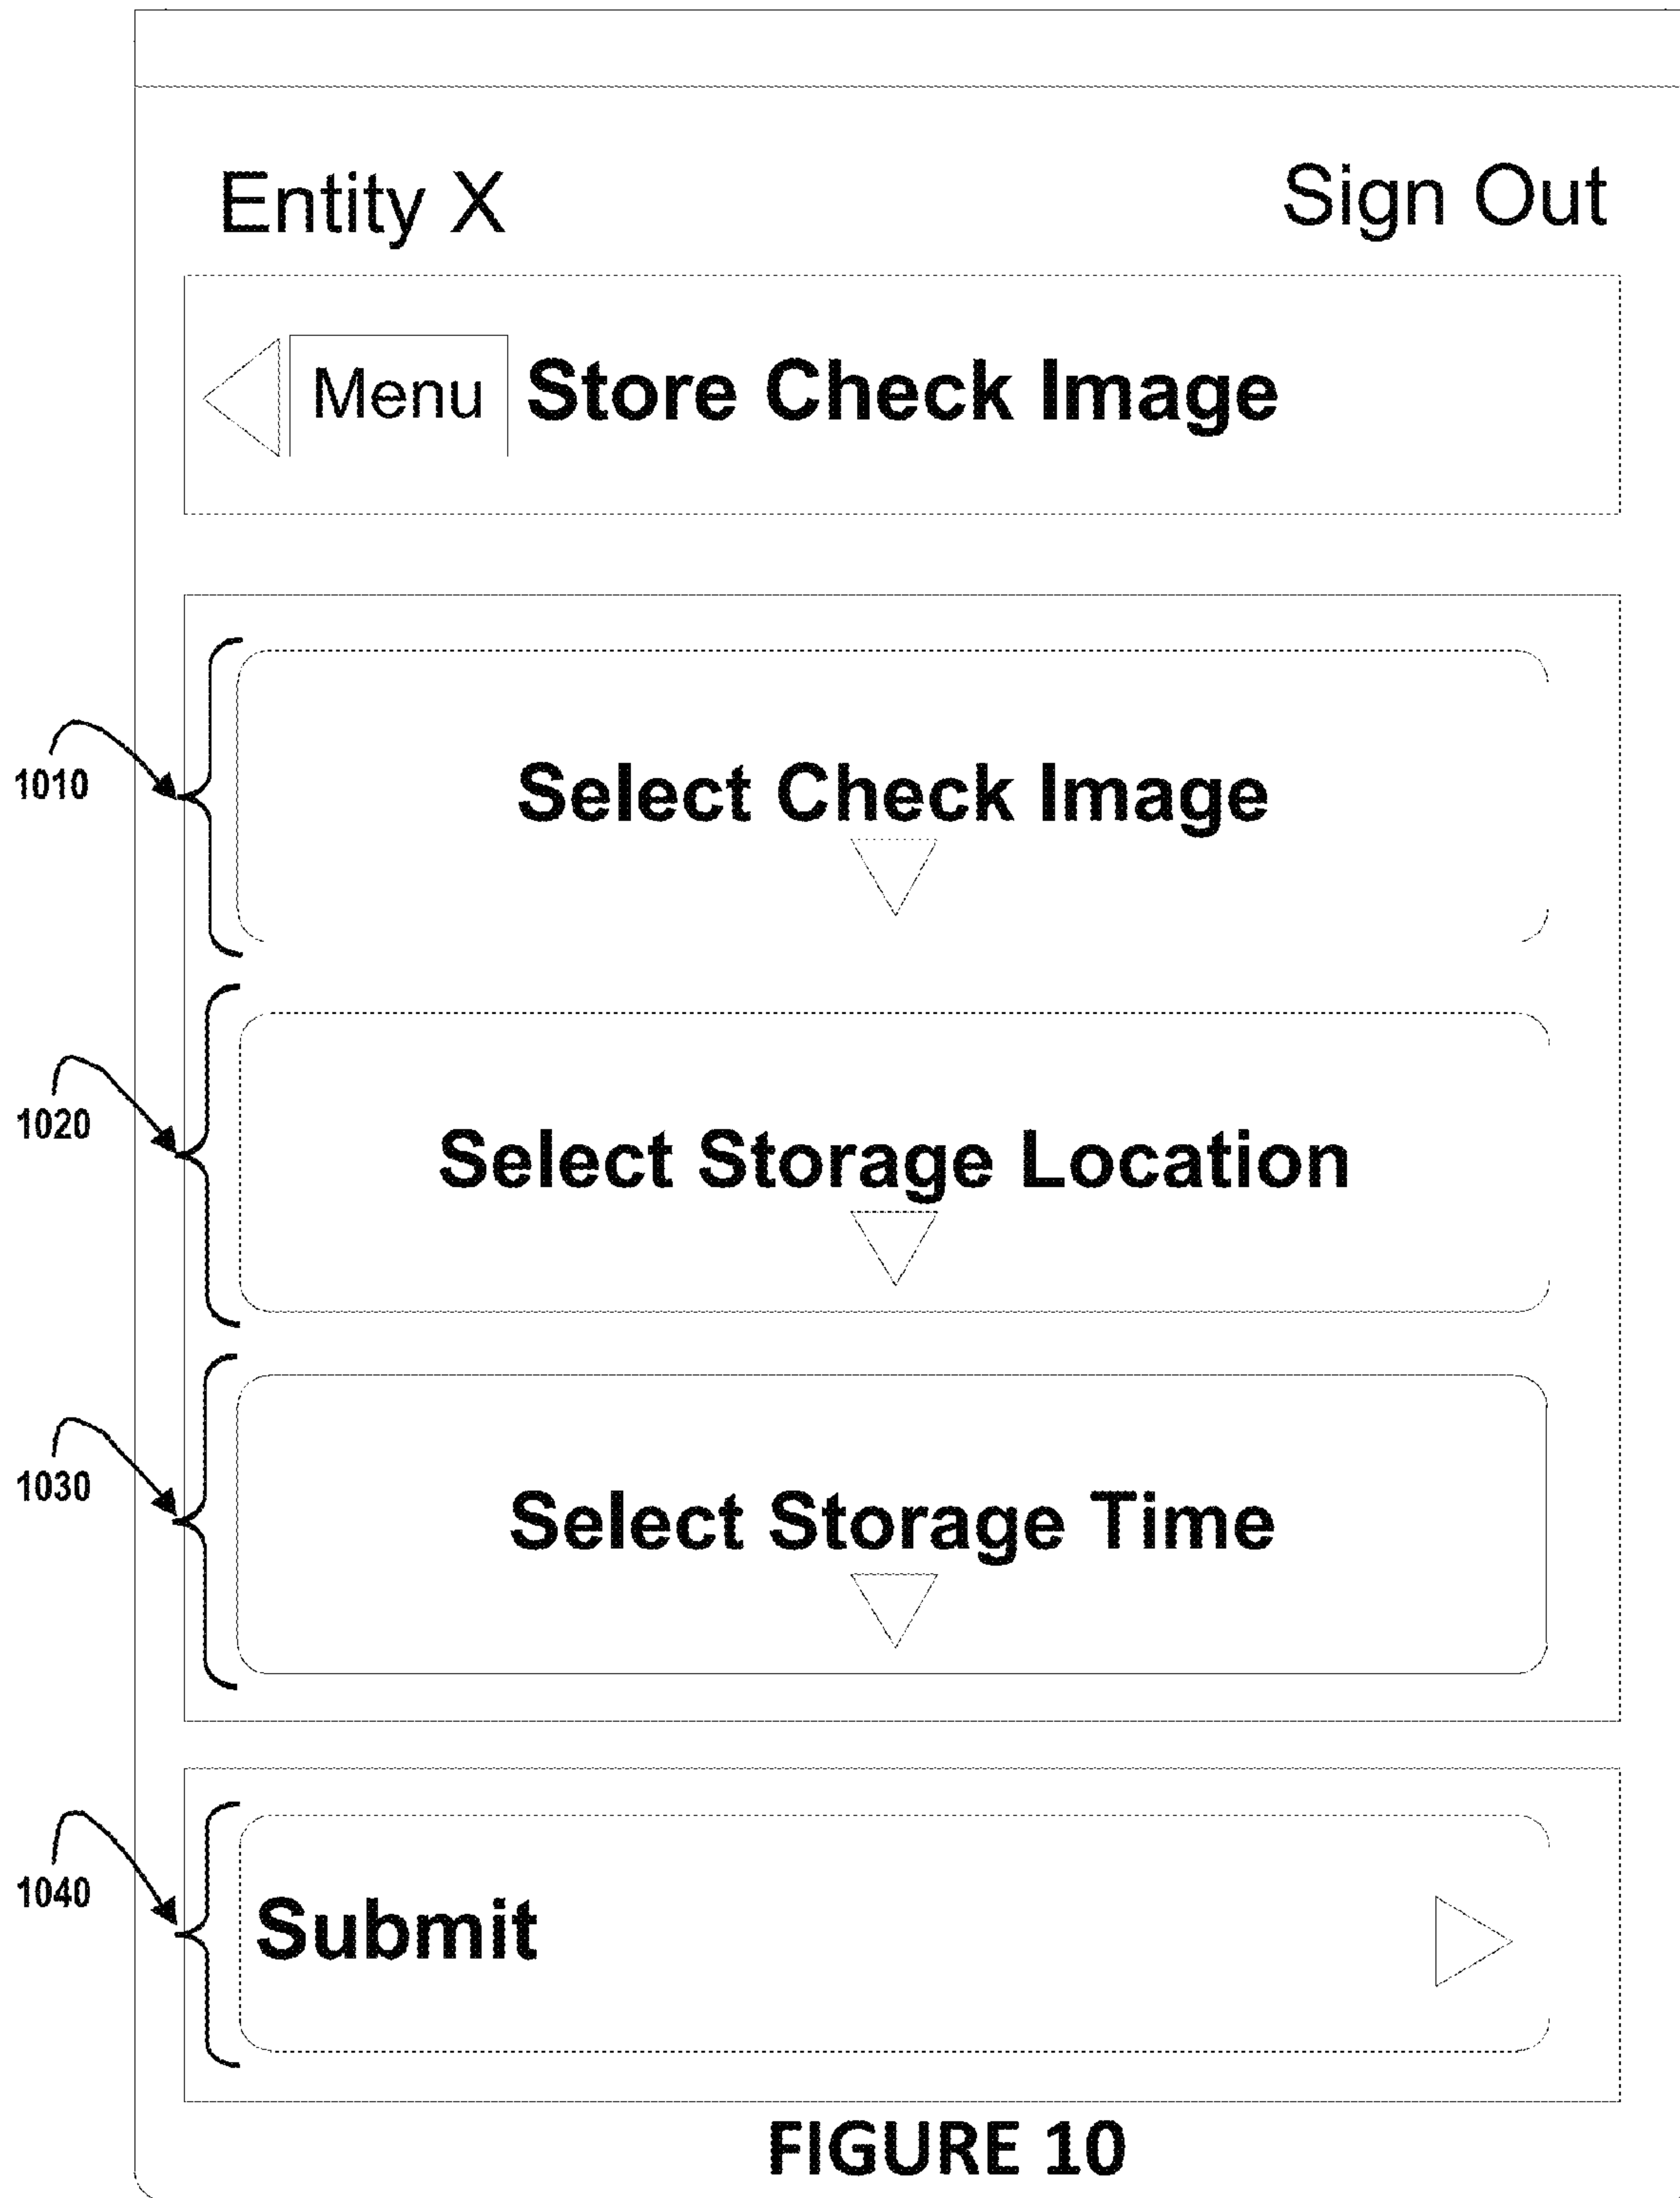 Entity X Sign Out
Menu Store Check Image
1010
Select Check Image
1020
Select Storage Location
1030
Select Storage Time
1040
Submit
FIGURE 10